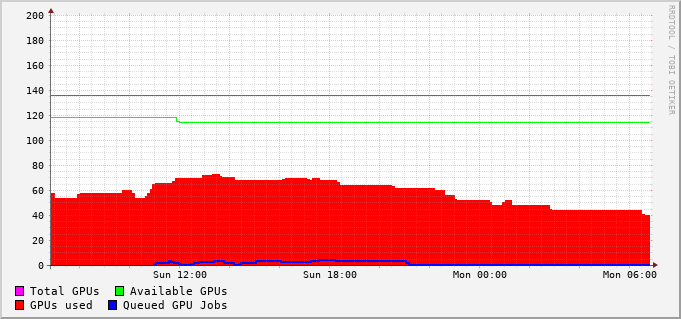 200
180
160
140
120
100
80
60
40
20
0
Sun 12:00 Sun 18:00 Mon 00:00 Mon 06:00
Total GPUs Available GPUs
GPUs used Queued GPU Jobs
RRDTOOL / TOBI OETIKER